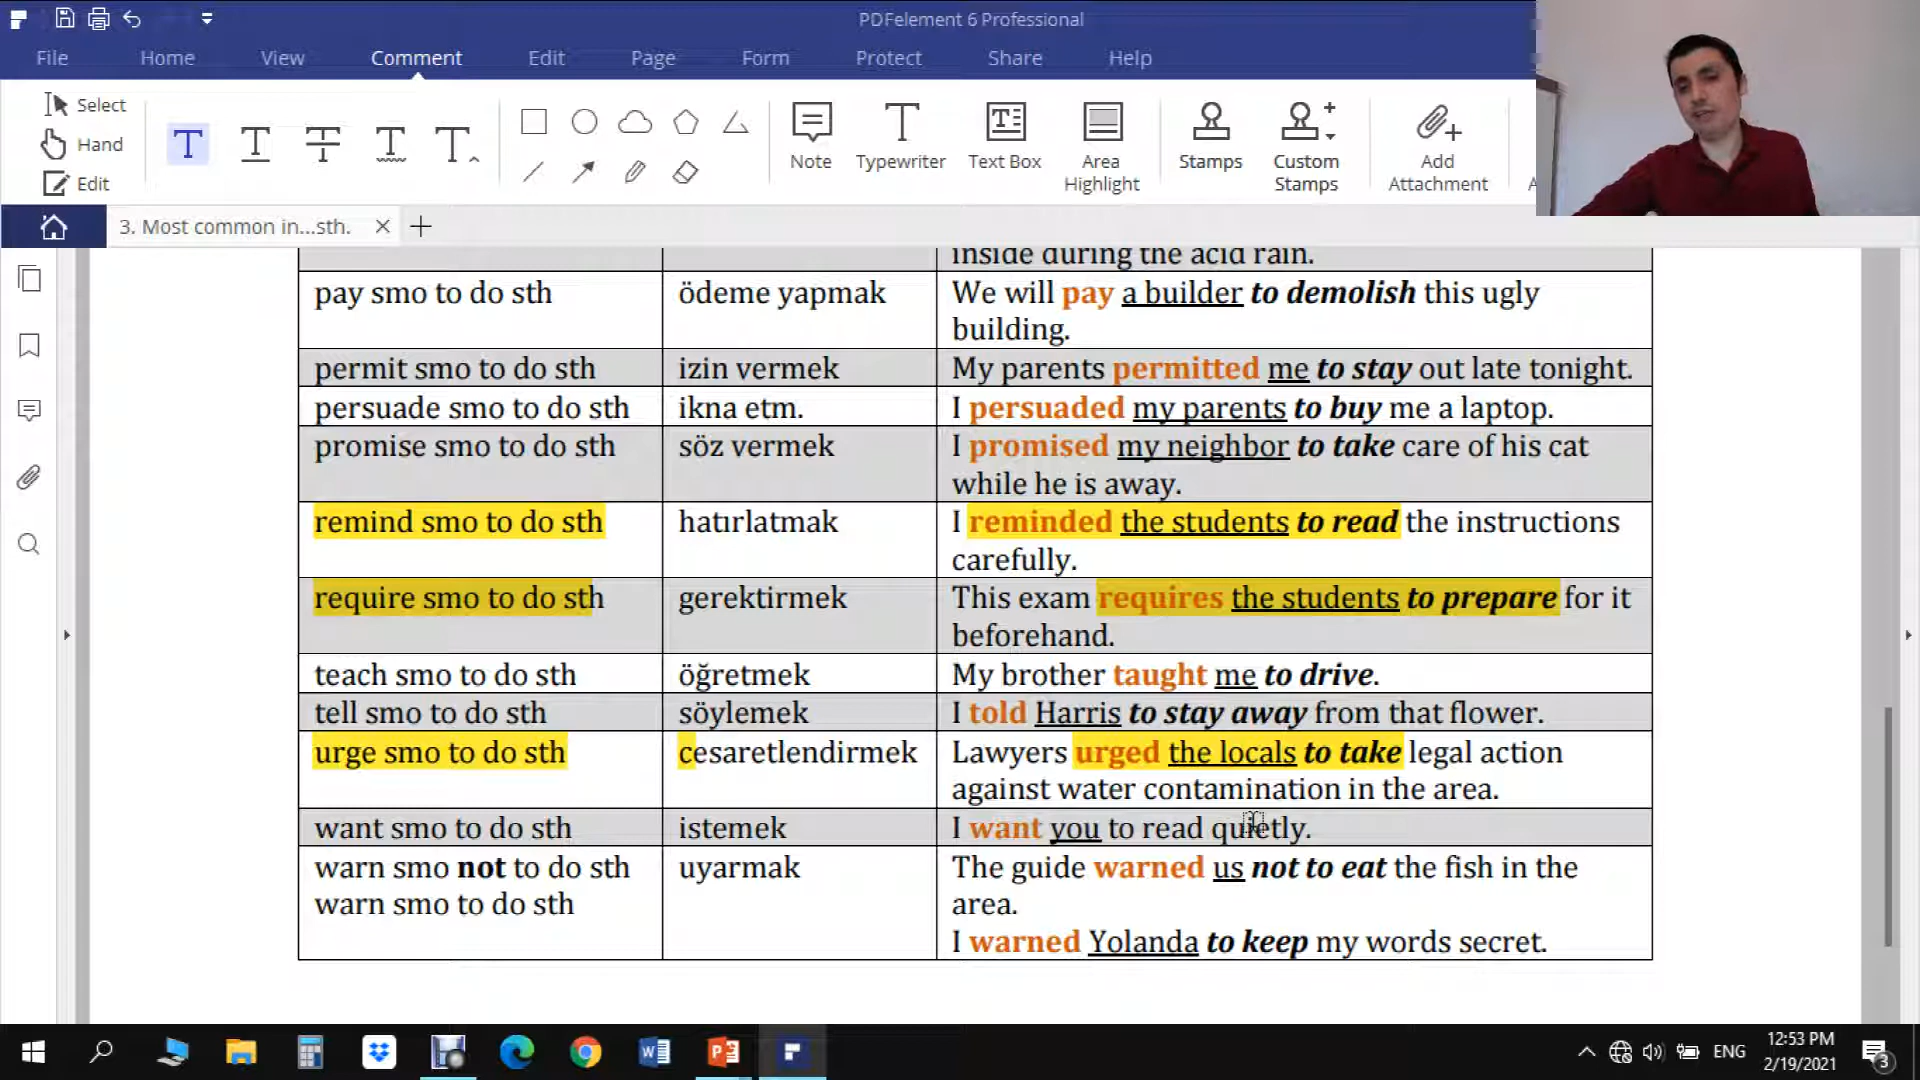 PDFelement 6 Professional
File Home View Comment Edit Page Form Protect Share Help
Select
Hand
Edit
Note
Typewriter
Text Box
Area Highlight
Stamps
Custom Stamps
Add Attachment
3. Most common in...sth.
inside during the acid rain.
pay smo to do sth
ödeme yapmak
We will pay a builder to demolish this ugly
building.
permit smo to do sth
izin vermek
My parents permitted me to stay out late tonight.
persuade smo to do sth
ikna etm.
I persuaded my parents to buy me a laptop.
promise smo to do sth
söz vermek
I promised my neighbor to take care of his cat
while he is away.
remind smo to do sth
hatırlatmak
I reminded the students to read the instructions
carefully.
require smo to do sth
gerektirmek
This exam requires the students to prepare for it
beforehand.
teach smo to do sth
öğretmek
My brother taught me to drive.
tell smo to do sth
söylemek
I told Harris to stay away from that flower.
urge smo to do sth
cesaretlendirmek
Lawyers urged the locals to take legal action
against water contamination in the area.
want smo to do sth
istemek
I want you to read quietly.
warn smo not to do sth
warn smo to do sth
uyarmak
The guide warned us not to eat the fish in the
area.
I warned Yolanda to keep my words secret.
ENG
12:53 PM
2/19/2021
3